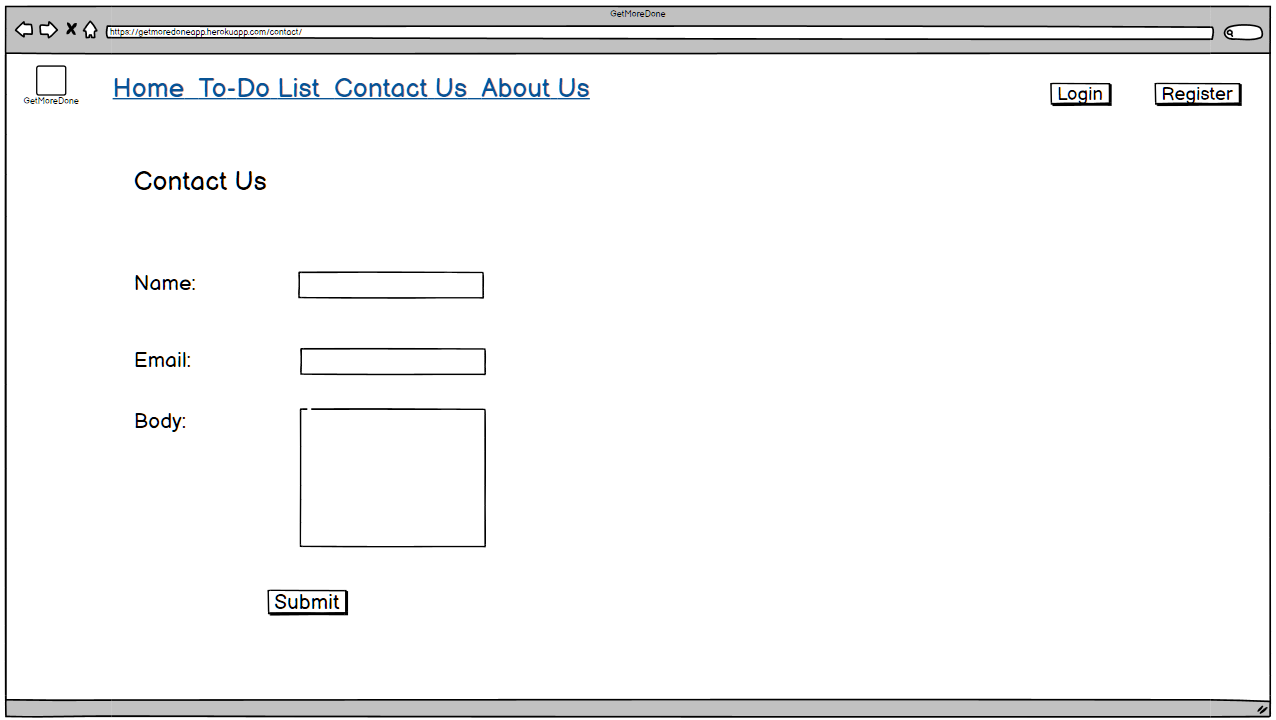 GetMoreDone
https://getmoredoneapp.herokuapp.com/contact/
GetMoreDone
Home To-Do List Contact Us About Us
Login
Register
Contact Us
Name:
Email:
Body:
Submit